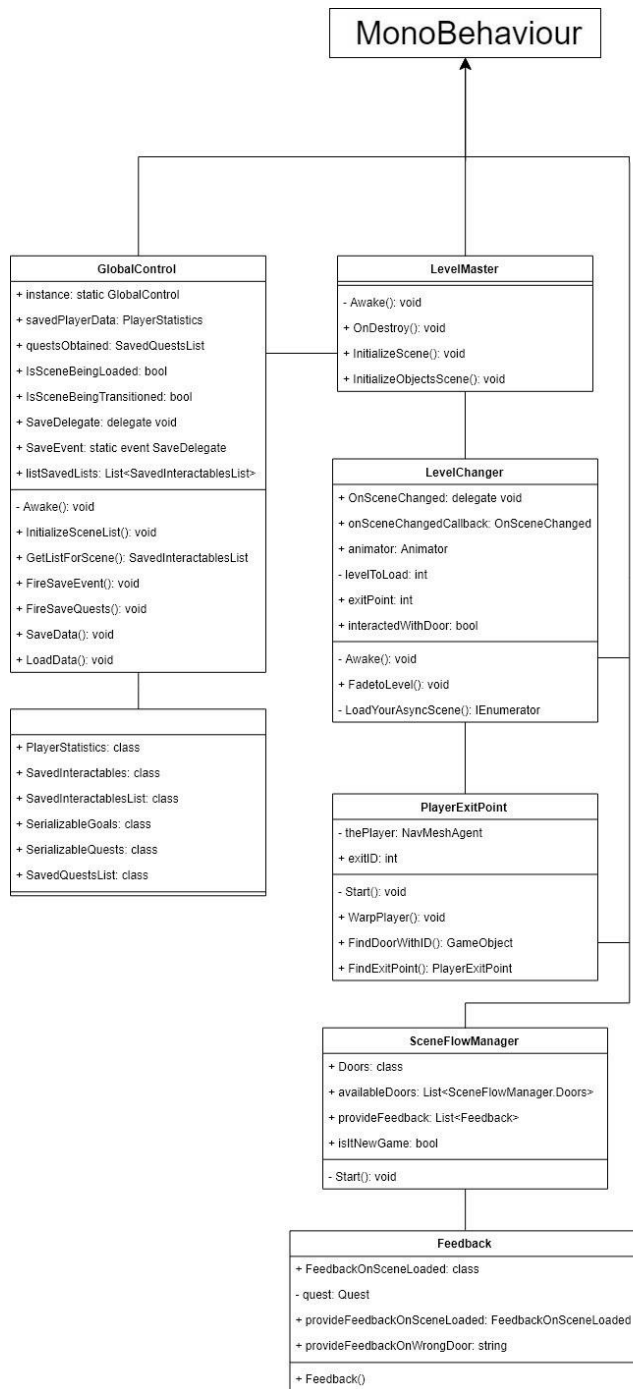 MonoBehaviour
GlobalControl
+ instance: static GlobalControl
+ savedPlayerData: PlayerStatistics
+ questsObtained: SavedQuestsList
+ IsSceneBeingLoaded: bool
+ IsSceneBeingTransitioned: bool
+ SaveDelegate: delegate void
+ SaveEvent: static event SaveDelegate
+ listSavedLists: List<SavedInteractablesList>
- Awake(): void
+ InitializeSceneList(): void
+ GetListForScene(): SavedInteractablesList
+ FireSaveEvent(): void
+ FireSaveQuests(): void
+ SaveData(): void
+ LoadData(): void
+ PlayerStatistics: class
+ SavedInteractables: class
+ SavedInteractablesList: class
+ SerializableGoals: class
+ SerializableQuests: class
+ SavedQuestsList: class
LevelMaster
- Awake(): void
+ OnDestroy(): void
+ InitializeScene(): void
+ InitializeObjectsScene(): void
LevelChanger
+ OnSceneChanged: delegate void
+ onSceneChangedCallback: OnSceneChanged
+ animator: Animator
- levelToLoad: int
+ exitPoint: int
+ interactedWithDoor: bool
- Awake(): void
+ FadetoLevel(): void
- LoadYourAsyncScene(): IEnumerator
PlayerExitPoint
- thePlayer: NavMeshAgent
+ exitID: int
- Start(): void
+ WarpPlayer(): void
+ FindDoorWithID(): GameObject
+ FindExitPoint(): PlayerExitPoint
SceneFlowManager
+ Doors: class
+ availableDoors: List<SceneFlowManager.Doors>
+ provideFeedback: List<Feedback>
+ isItNewGame: bool
- Start(): void
Feedback
+ FeedbackOnSceneLoaded: class
- quest: Quest
+ provideFeedbackOnSceneLoaded: FeedbackOnSceneLoaded
+ provideFeedbackOnWrongDoor: string
+ Feedback()